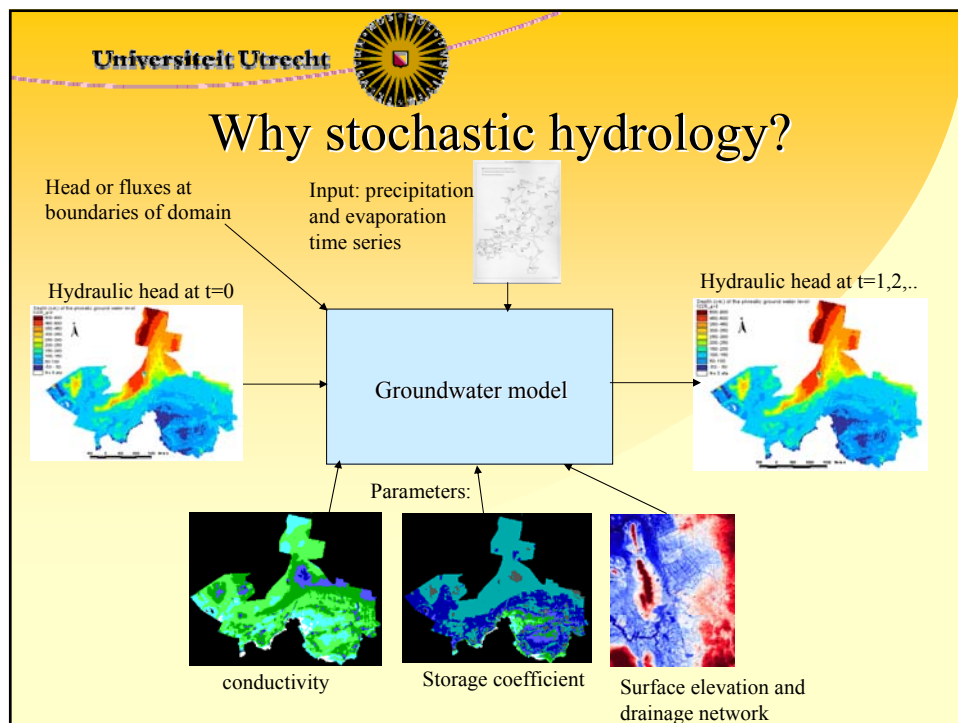 Universiteit Utrecht
Why stochastic hydrology?
Head or fluxes at
boundaries of domain
Input: precipitation
and evaporation
time series
Hydraulic head at t=0
Hydraulic head at t=1,2,..
Groundwater model
Parameters:
conductivity
Storage coefficient
Surface elevation and
drainage network